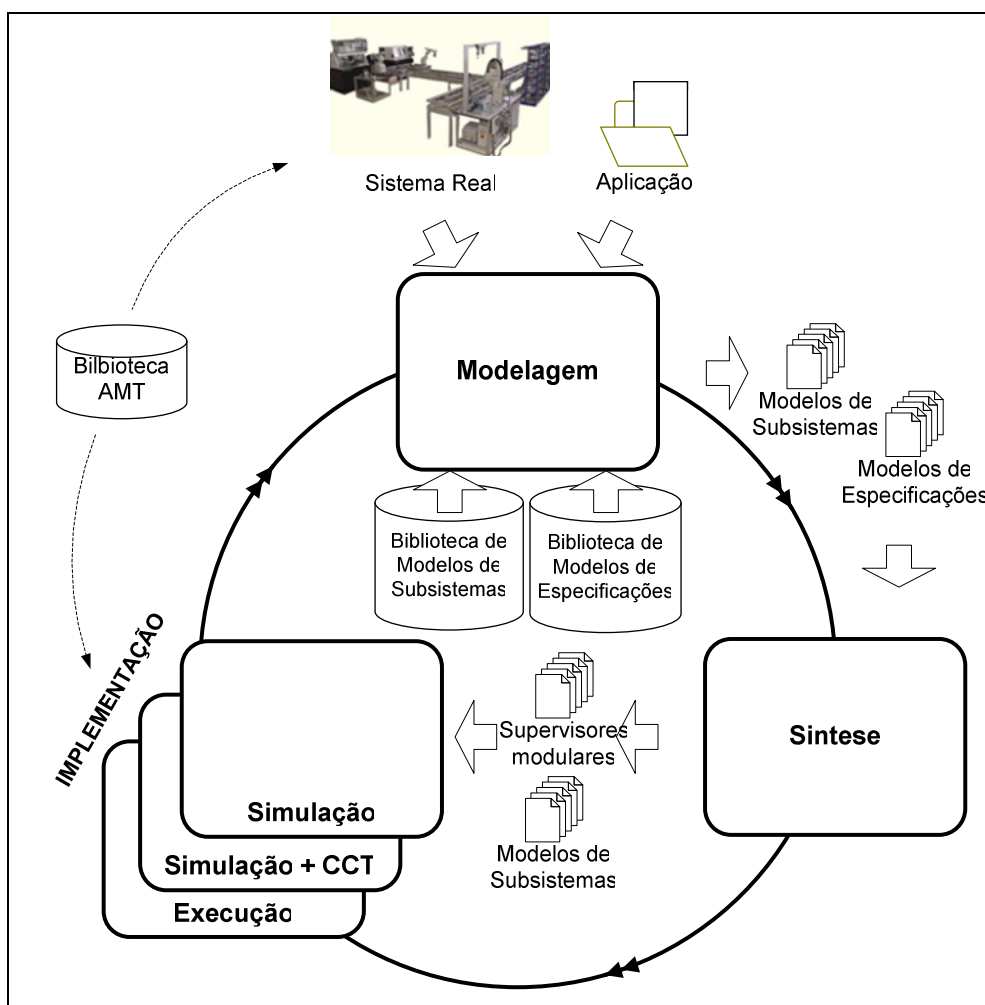 Sistema Real
Aplicação
Bilbioteca
AMT
Modelagem
Modelos de
Subsistemas
Modelos de
Especificações
Biblioteca de
Modelos de
Subsistemas
Biblioteca de
Modelos de
Especificações
IMPLEMENTAÇÃO
Supervisores
modulares
Sintese
Simulação
Modelos de
Subsistemas
Simulação + CCT
Execução